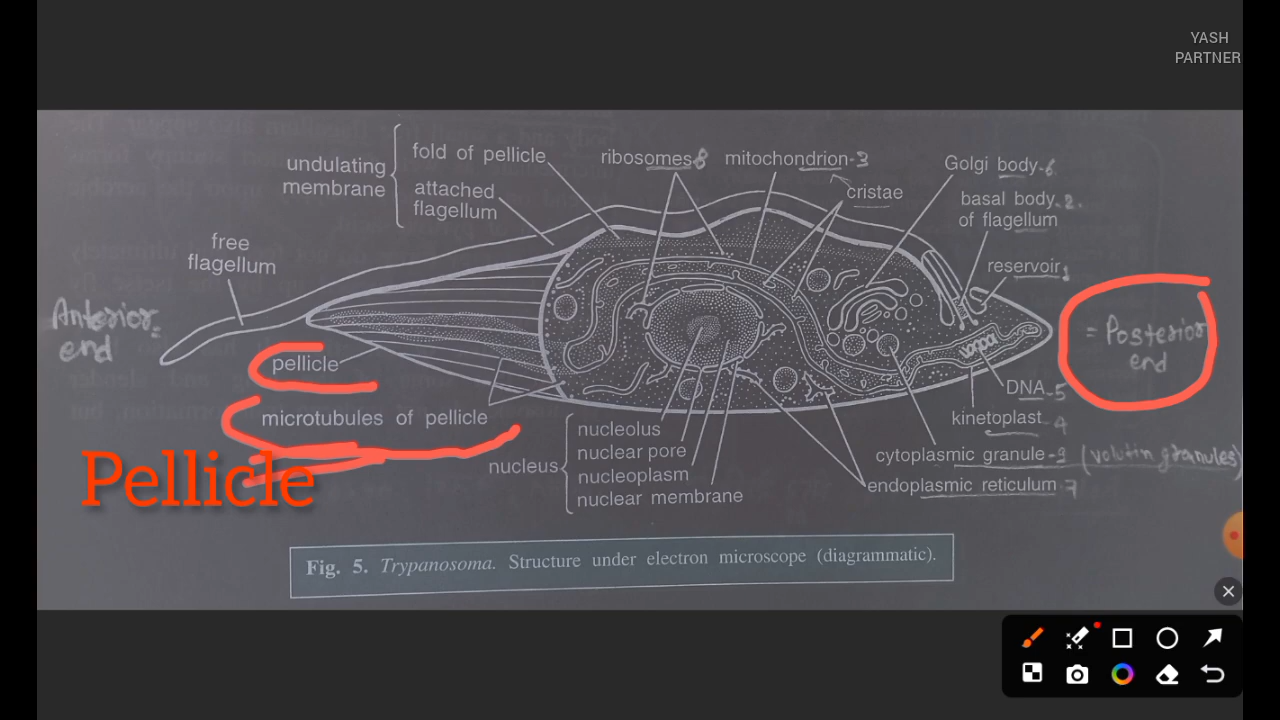 YASH
PARTNER
undulating
membrane
fold of pellicle
attached
flagellum
ribosomes-8
mitochondrion-3
cristae
Golgi body-6
basal body-2.
of flagellum
reservoir 1
free
flagellum
Anterior
end
= Posterior
end
pellicle
microtubules of pellicle
Pellicle
nucleus
nucleolus
nuclear pore
nucleoplasm
nuclear membrane
DNA-5
kinetoplast-4
cytoplasmic granule-9 (volutin granules)
endoplasmic reticulum-7
Fig. 5. Trypanosoma. Structure under electron microscope (diagrammatic).